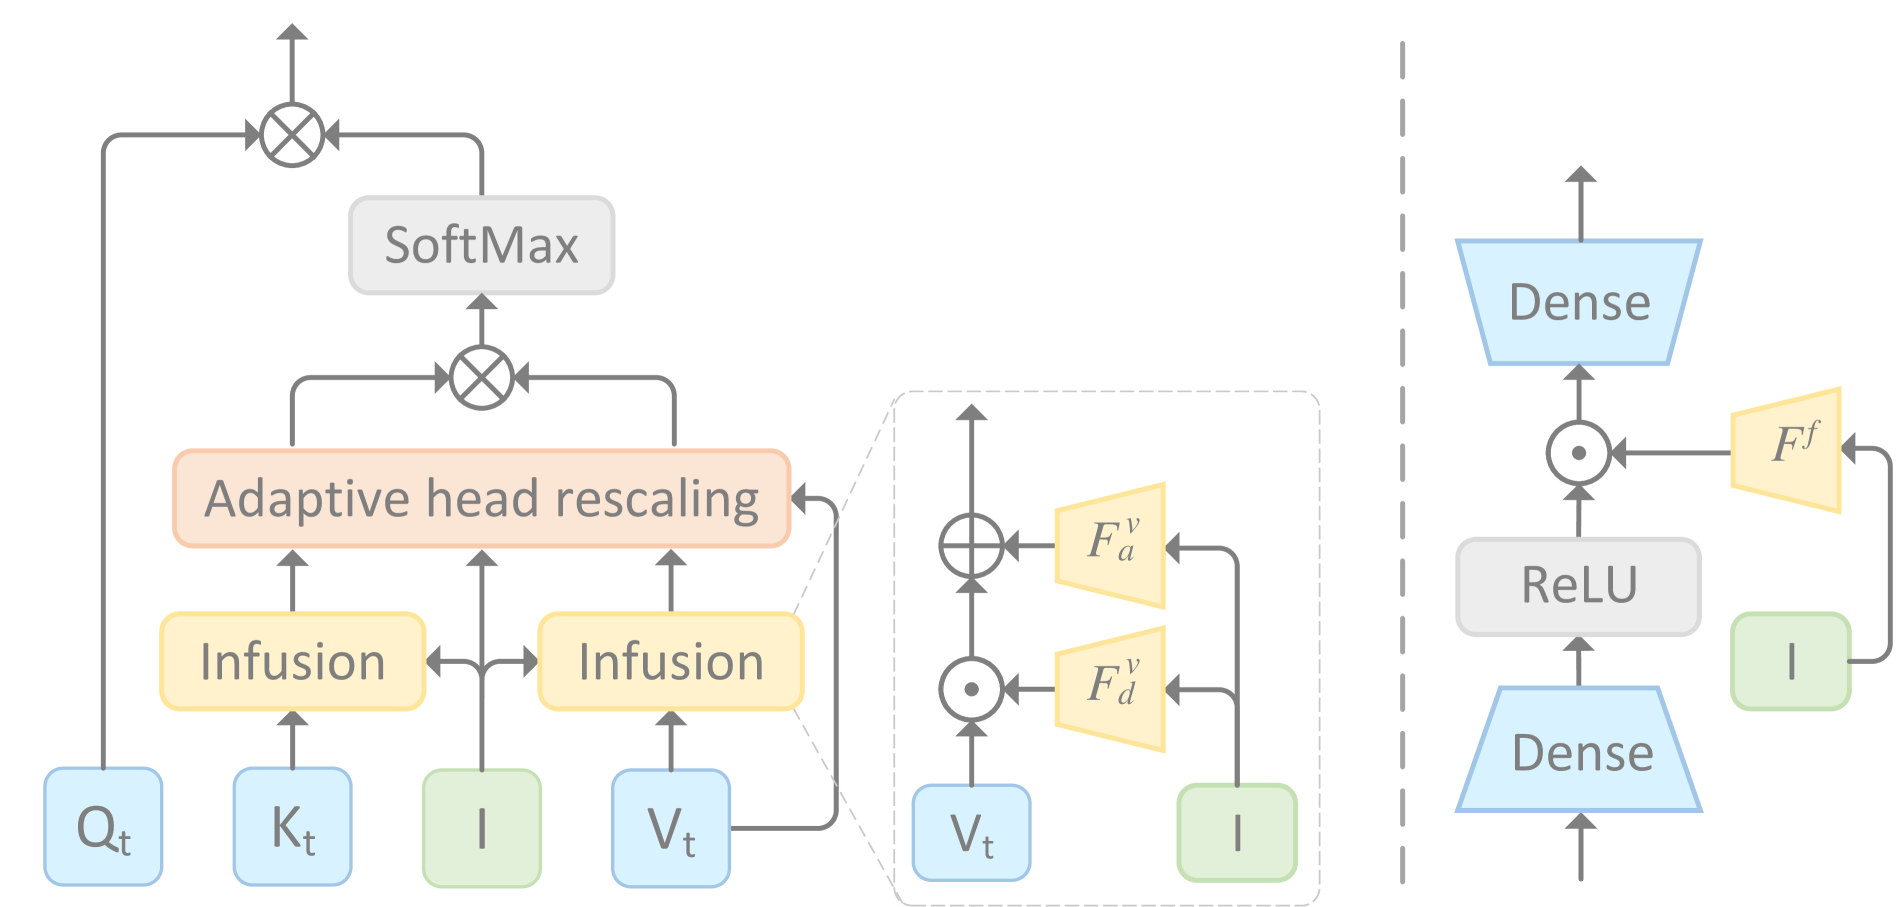 SoftMax
Adaptive head rescaling
Infusion
Infusion
Q_t
K_t
I
V_t
F_a^v
F_d^v
V_t
I
Dense
F^f
ReLU
I
Dense